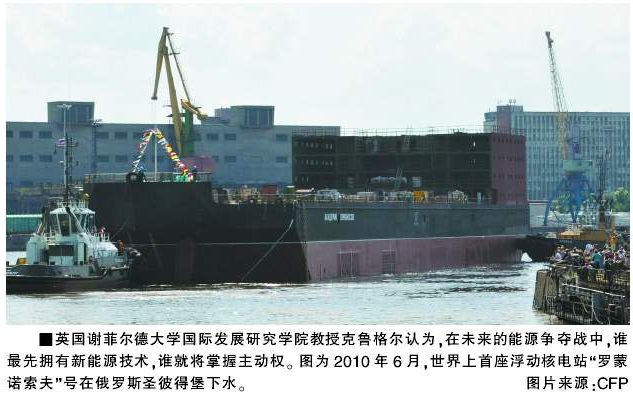 АКАДЕМИК ЛОМОНОСОВ
■英国谢菲尔德大学国际发展研究学院教授克鲁格尔认为，在未来的能源争夺战中，谁
最先拥有新能源技术，谁就将掌握主动权。图为 2010 年 6 月，世界上首座浮动核电站“罗蒙
诺索夫”号在俄罗斯圣彼得堡下水。 图片来源：CFP